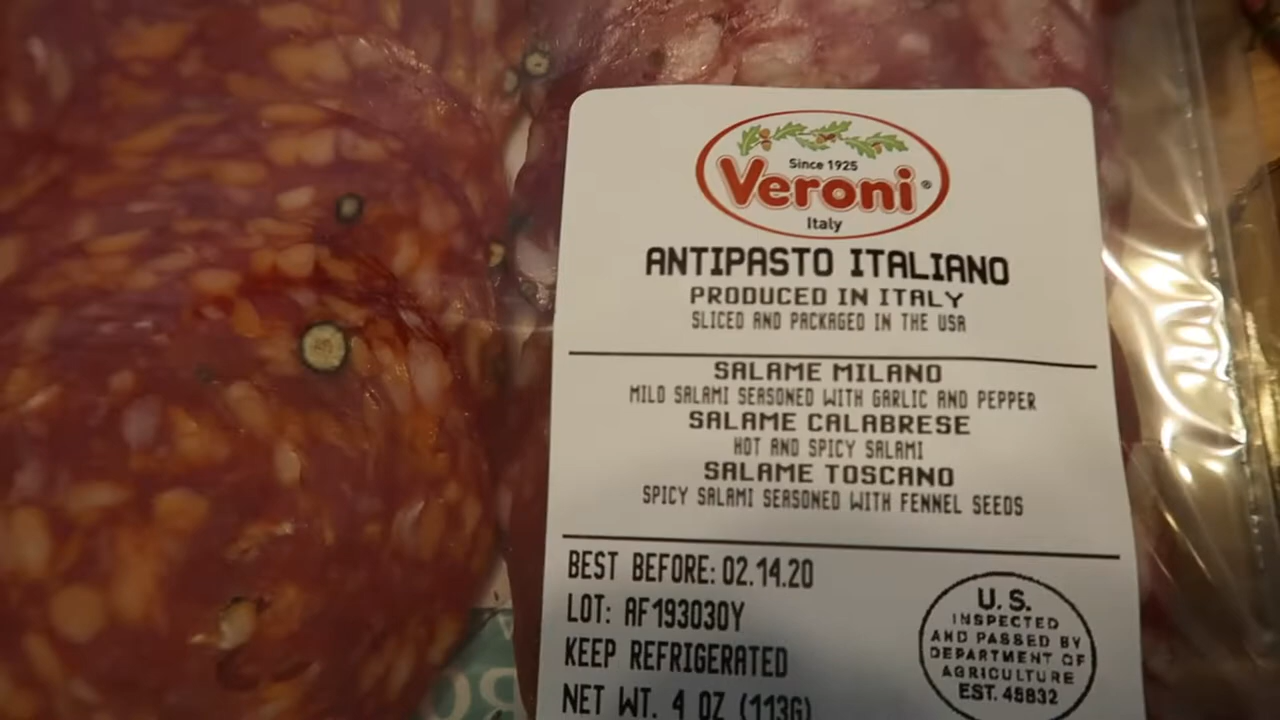 Since 1925
Veroni®
Italy
ANTIPASTO ITALIANO
PRODUCED IN ITALY
SLICED AND PACKAGED IN THE USA
SALAME MILANO
MILD SALAMI SEASONED WITH GARLIC AND PEPPER
SALAME CALABRESE
HOT AND SPICY SALAMI
SALAME TOSCANO
SPICY SALAMI SEASONED WITH FENNEL SEEDS
BEST BEFORE: 02.14.20
LOT: AF193030Y
KEEP REFRIGERATED
NET WT. 4 OZ (113G)
U.S.
INSPECTED
AND PASSED BY
DEPARTMENT OF
AGRICULTURE
EST. 45832